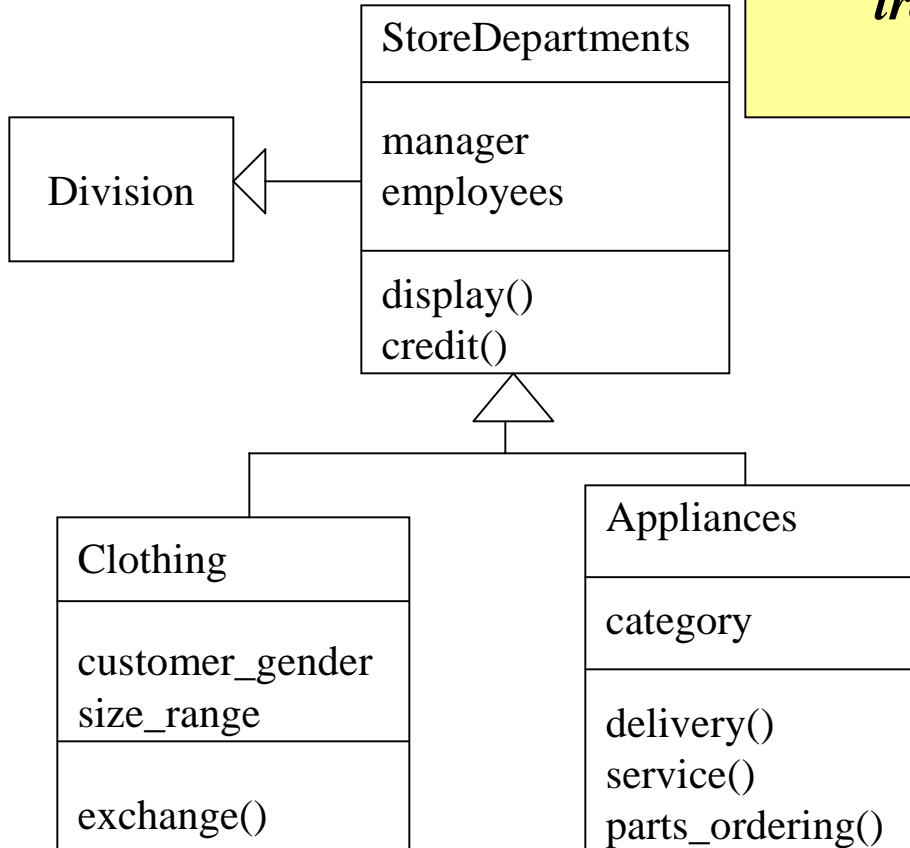 StoreDepartments
manager
employees
display()
credit()
Division
Clothing
customer_gender
size_range
exchange()
Appliances
category
delivery()
service()
parts_ordering()